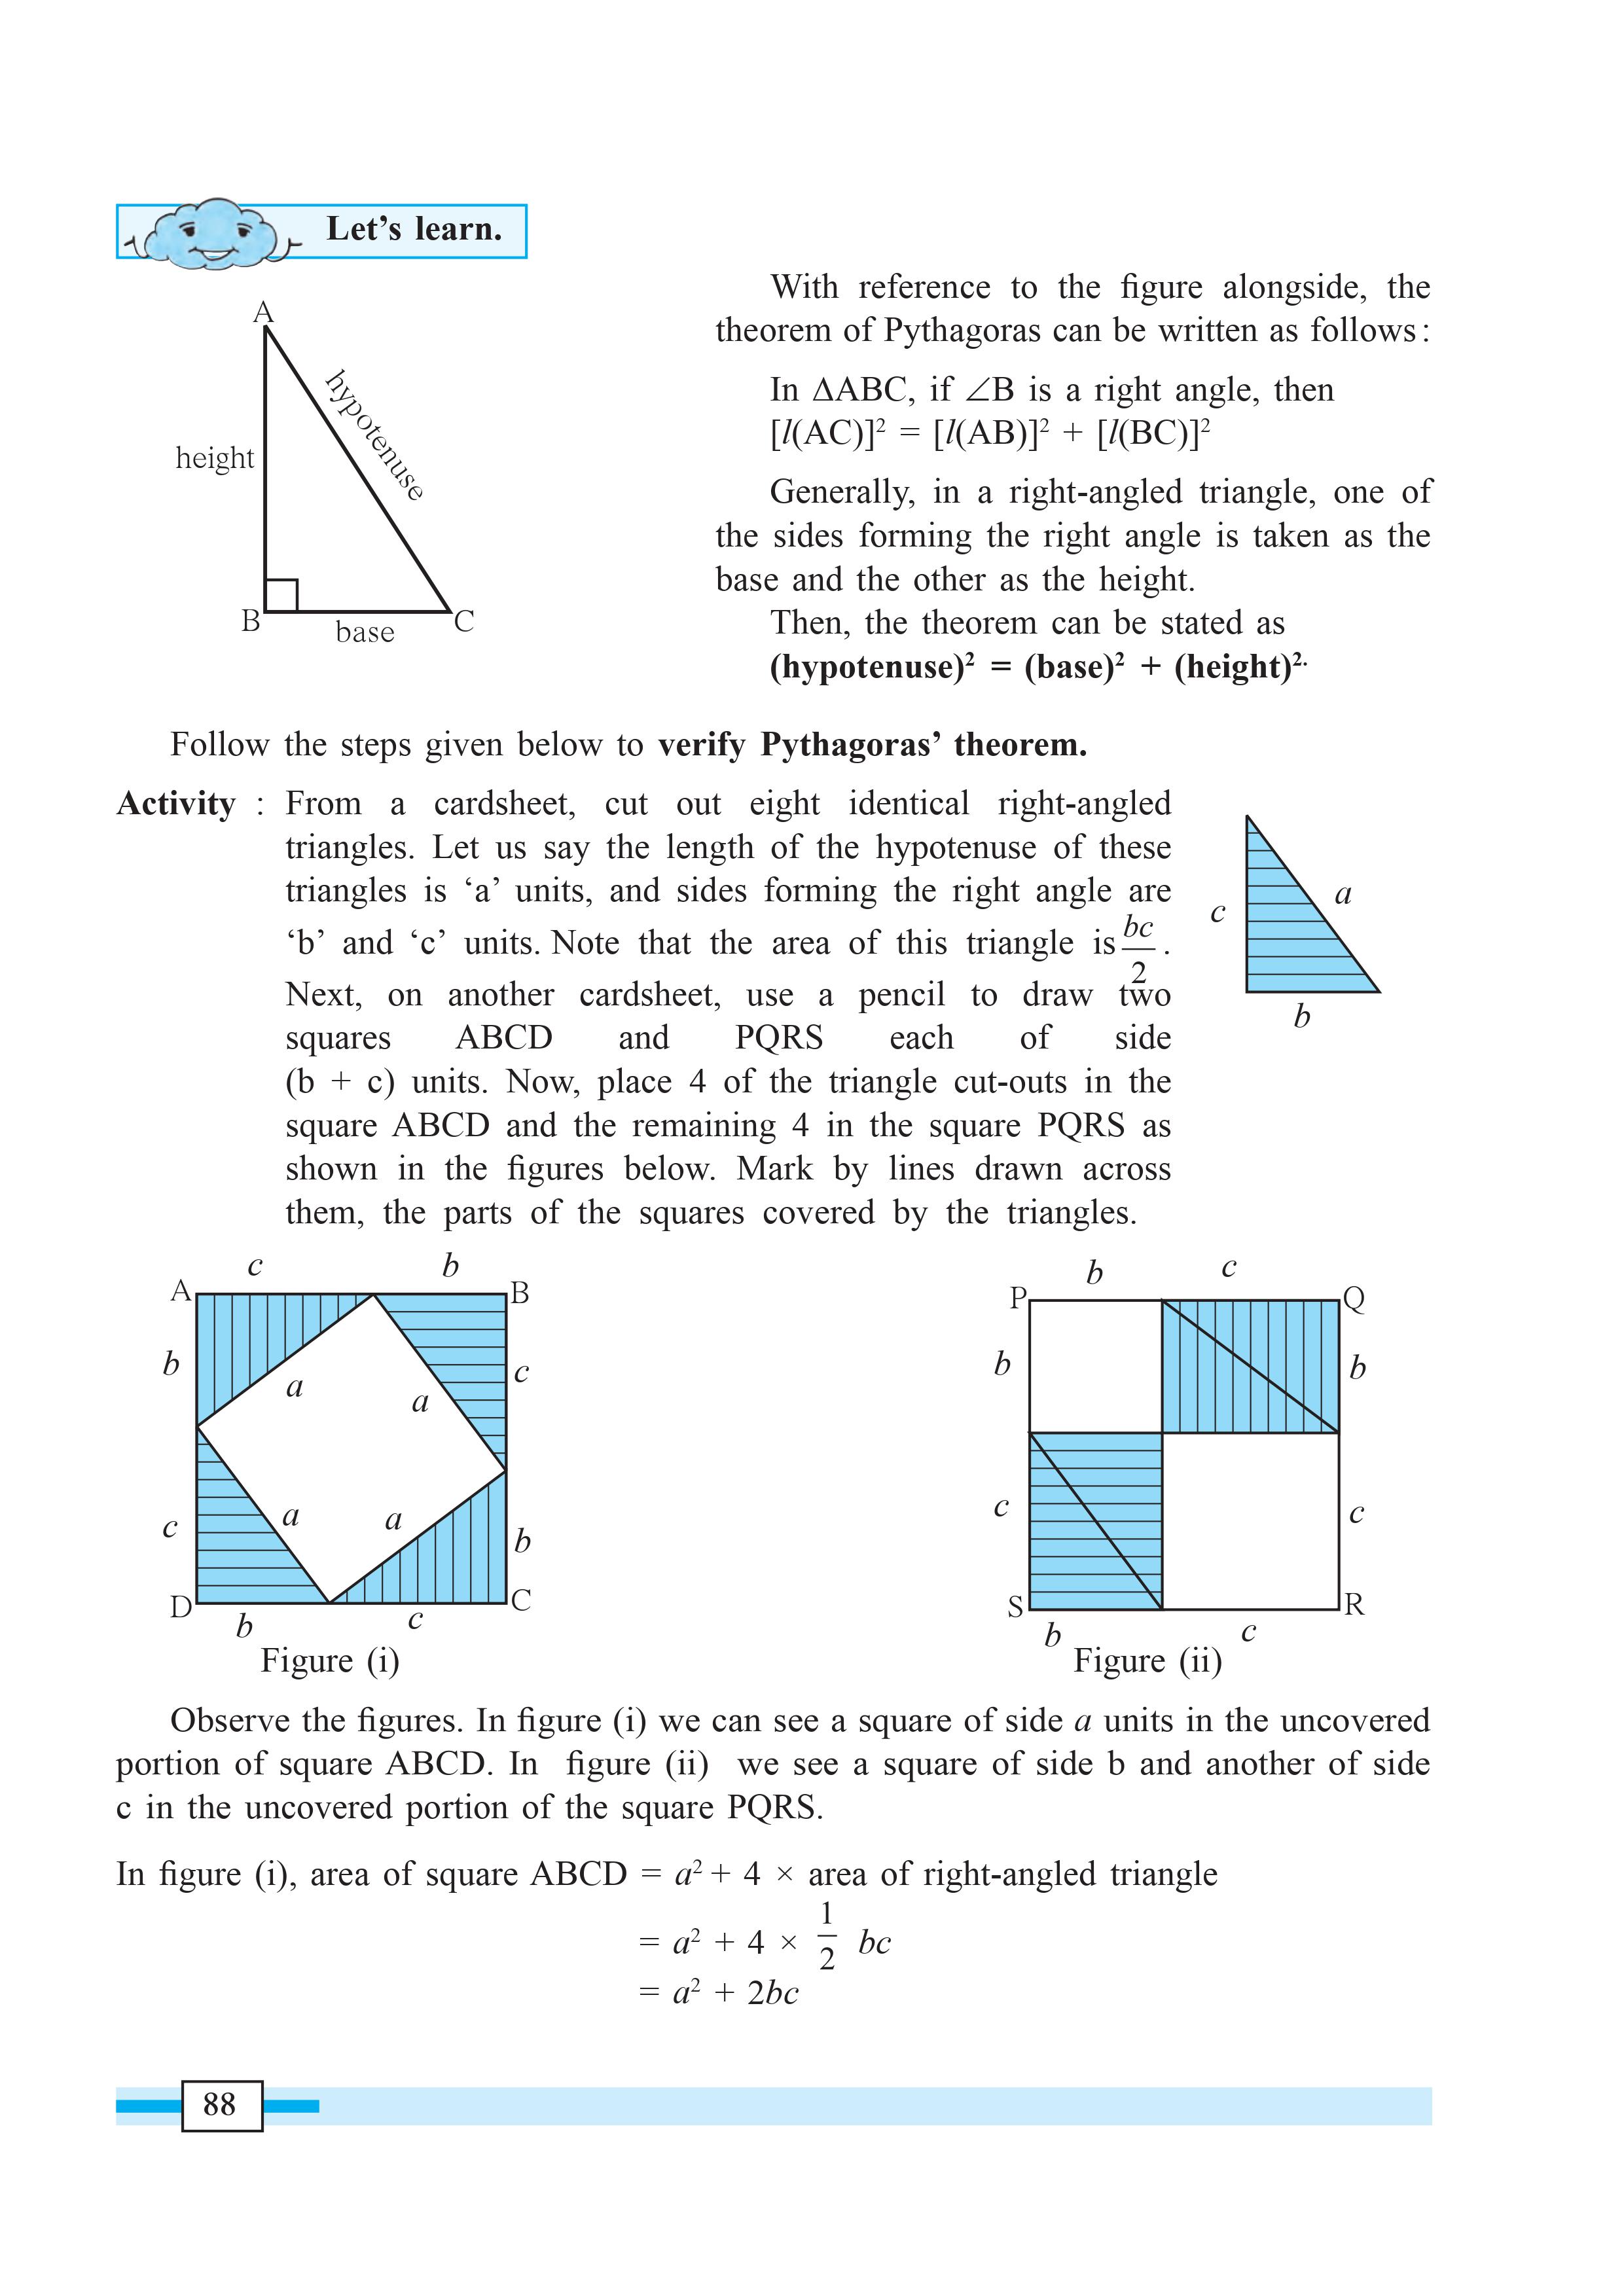 Let’s learn.
A
hypotenuse
height
B
base
C
With reference to the figure alongside, the
theorem of Pythagoras can be written as follows :
In ∆ABC, if ∠B is a right angle, then
[l(AC)]² = [l(AB)]² + [l(BC)]²
Generally, in a right-angled triangle, one of
the sides forming the right angle is taken as the
base and the other as the height.
Then, the theorem can be stated as
(hypotenuse)² = (base)² + (height)²·
Follow the steps given below to verify Pythagoras’ theorem.
Activity : From a cardsheet, cut out eight identical right-angled
triangles. Let us say the length of the hypotenuse of these
triangles is ‘a’ units, and sides forming the right angle are
‘b’ and ‘c’ units. Note that the area of this triangle is bc/2 .
Next, on another cardsheet, use a pencil to draw two
squares ABCD and PQRS each of side
(b + c) units. Now, place 4 of the triangle cut-outs in the
square ABCD and the remaining 4 in the square PQRS as
shown in the figures below. Mark by lines drawn across
them, the parts of the squares covered by the triangles.
c
a
b
c b
A B
b
a
a
c
c
a
a
b
D C
b c
Figure (i)
b c
P Q
b b
c c
S R
b c
Figure (ii)
Observe the figures. In figure (i) we can see a square of side a units in the uncovered
portion of square ABCD. In figure (ii) we see a square of side b and another of side
c in the uncovered portion of the square PQRS.
In figure (i), area of square ABCD = a² + 4 × area of right-angled triangle
= a² + 4 × 1/2 bc
= a² + 2bc
88